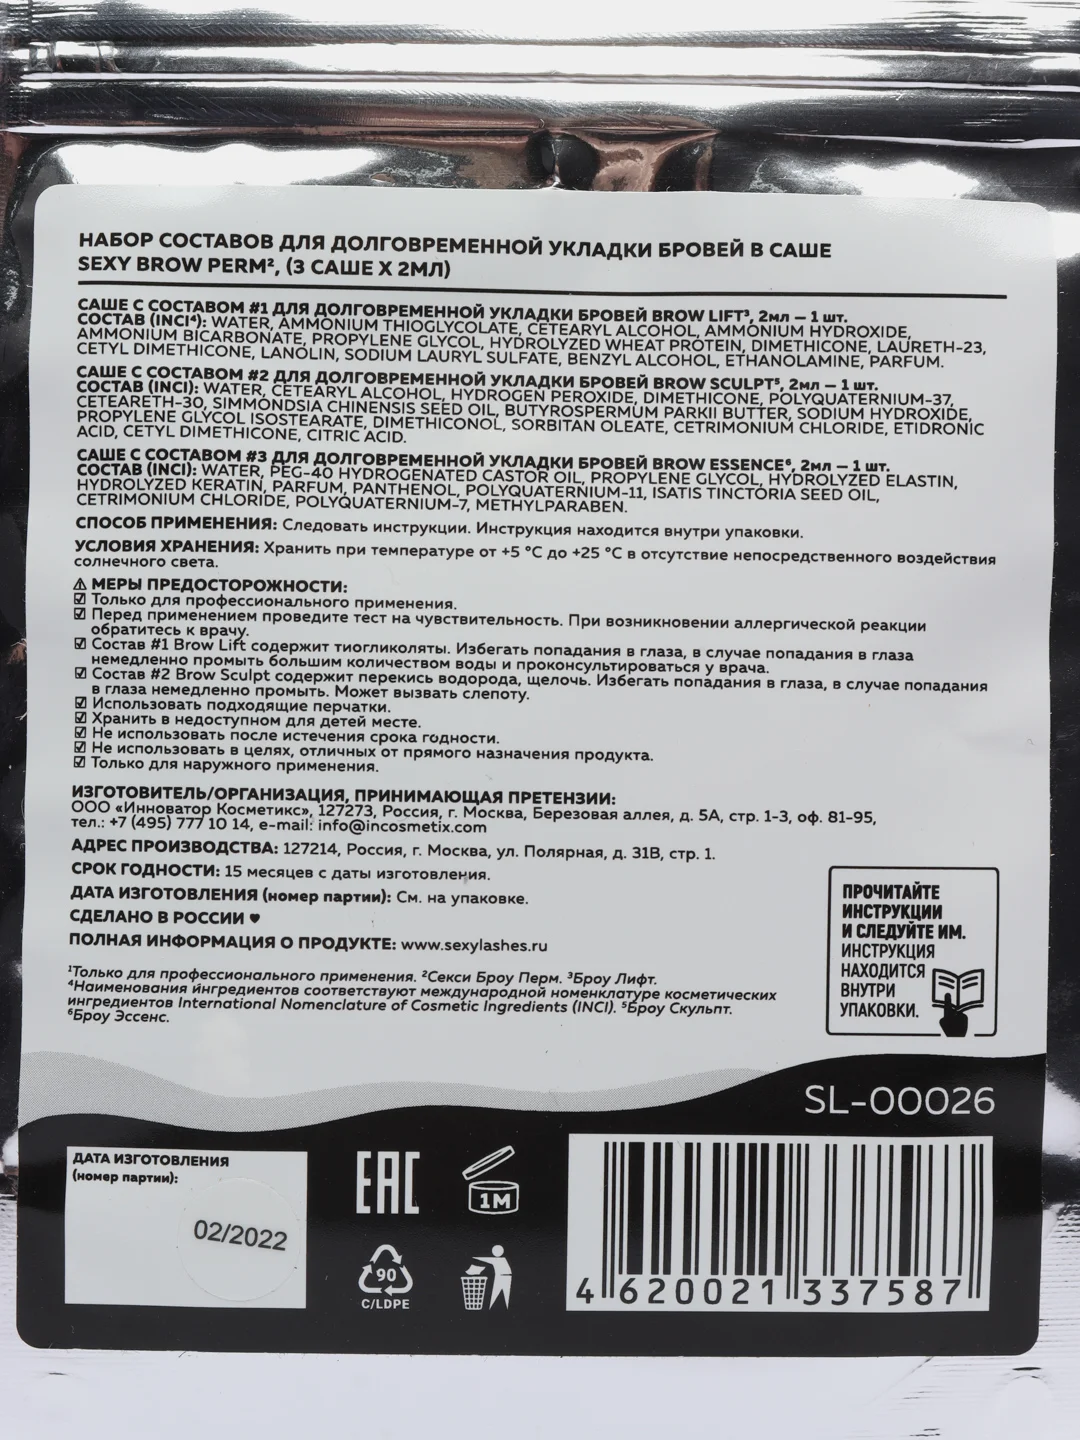 НАБОР СОСТАВОВ ДЛЯ ДОЛГОВРЕМЕННОЙ УКЛАДКИ БРОВЕЙ В САШЕ
SEXY BROW PERM², (3 САШЕ X 2МЛ)
САШЕ С СОСТАВОМ #1 ДЛЯ ДОЛГОВРЕМЕННОЙ УКЛАДКИ БРОВЕЙ BROW LIFT³, 2мл – 1 шт.
СОСТАВ (INCI⁴): WATER, AMMONIUM THIOGLYCOLATE, CETEARYL ALCOHOL, AMMONIUM HYDROXIDE,
AMMONIUM BICARBONATE, PROPYLENE GLYCOL, HYDROLYZED WHEAT PROTEIN, DIMETHICONE, LAURETH-23,
CETYL DIMETHICONE, LANOLIN, SODIUM LAURYL SULFATE, BENZYL ALCOHOL, ETHANOLAMINE, PARFUM.
САШЕ С СОСТАВОМ #2 ДЛЯ ДОЛГОВРЕМЕННОЙ УКЛАДКИ БРОВЕЙ BROW SCULPT⁵, 2мл – 1 шт.
СОСТАВ (INCI): WATER, CETEARYL ALCOHOL, HYDROGEN PEROXIDE, DIMETHICONE, POLYQUATERNIUM-37,
CETEARETH-30, SIMMONDSIA CHINENSIS SEED OIL, BUTYROSPERMUM PARKII BUTTER, SODIUM HYDROXIDE,
PROPYLENE GLYCOL ISOSTEARATE, DIMETHICONOL, SORBITAN OLEATE, CETRIMONIUM CHLORIDE, ETIDRONIC
ACID, CETYL DIMETHICONE, CITRIC ACID.
САШЕ С СОСТАВОМ #3 ДЛЯ ДОЛГОВРЕМЕННОЙ УКЛАДКИ БРОВЕЙ BROW ESSENCE⁶, 2мл – 1 шт.
СОСТАВ (INCI): WATER, PEG-40 HYDROGENATED CASTOR OIL, PROPYLENE GLYCOL, HYDROLYZED ELASTIN,
HYDROLYZED KERATIN, PARFUM, PANTHENOL, POLYQUATERNIUM-11, ISATIS TINCTORIA SEED OIL,
CETRIMONIUM CHLORIDE, POLYQUATERNIUM-7, METHYLPARABEN.
СПОСОБ ПРИМЕНЕНИЯ: Следовать инструкции. Инструкция находится внутри упаковки.
УСЛОВИЯ ХРАНЕНИЯ: Хранить при температуре от +5 °С до +25 °С в отсутствие непосредственного воздействия
солнечного света.
⚠ МЕРЫ ПРЕДОСТОРОЖНОСТИ:
☑ Только для профессионального применения.
☑ Перед применением проведите тест на чувствительность. При возникновении аллергической реакции
обратитесь к врачу.
☑ Состав #1 Brow Lift содержит тиогликоляты. Избегать попадания в глаза, в случае попадания в глаза
немедленно промыть большим количеством воды и проконсультироваться у врача.
☑ Состав #2 Brow Sculpt содержит перекись водорода, щелочь. Избегать попадания в глаза, в случае попадания
в глаза немедленно промыть. Может вызвать слепоту.
☑ Использовать подходящие перчатки.
☑ Хранить в недоступном для детей месте.
☑ Не использовать после истечения срока годности.
☑ Не использовать в целях, отличных от прямого назначения продукта.
☑ Только для наружного применения.
ИЗГОТОВИТЕЛЬ/ОРГАНИЗАЦИЯ, ПРИНИМАЮЩАЯ ПРЕТЕНЗИИ:
ООО «Инноватор Косметикс», 127273, Россия, г. Москва, Березовая аллея, д. 5А, стр. 1-3, оф. 81-95,
тел.: +7 (495) 777 10 14, e-mail: info@incosmetix.com
АДРЕС ПРОИЗВОДСТВА: 127214, Россия, г. Москва, ул. Полярная, д. 31В, стр. 1.
СРОК ГОДНОСТИ: 15 месяцев с даты изготовления.
ДАТА ИЗГОТОВЛЕНИЯ (номер партии): См. на упаковке.
СДЕЛАНО В РОССИИ ♥
ПОЛНАЯ ИНФОРМАЦИЯ О ПРОДУКТЕ: www.sexylashes.ru
¹Только для профессионального применения. ²Секси Броу Перм. ³Броу Лифт.
⁴Наименования ингредиентов соответствуют международной номенклатуре косметических
ингредиентов International Nomenclature of Cosmetic Ingredients (INCI). ⁵Броу Скульпт.
⁶Броу Эссенс.
ПРОЧИТАЙТЕ
ИНСТРУКЦИИ
И СЛЕДУЙТЕ ИМ.
ИНСТРУКЦИЯ
НАХОДИТСЯ
ВНУТРИ
УПАКОВКИ.
SL-00026
ДАТА ИЗГОТОВЛЕНИЯ
(номер партии):
02/2022
EAC
1M
90
C/LDPE
4 620021 337587